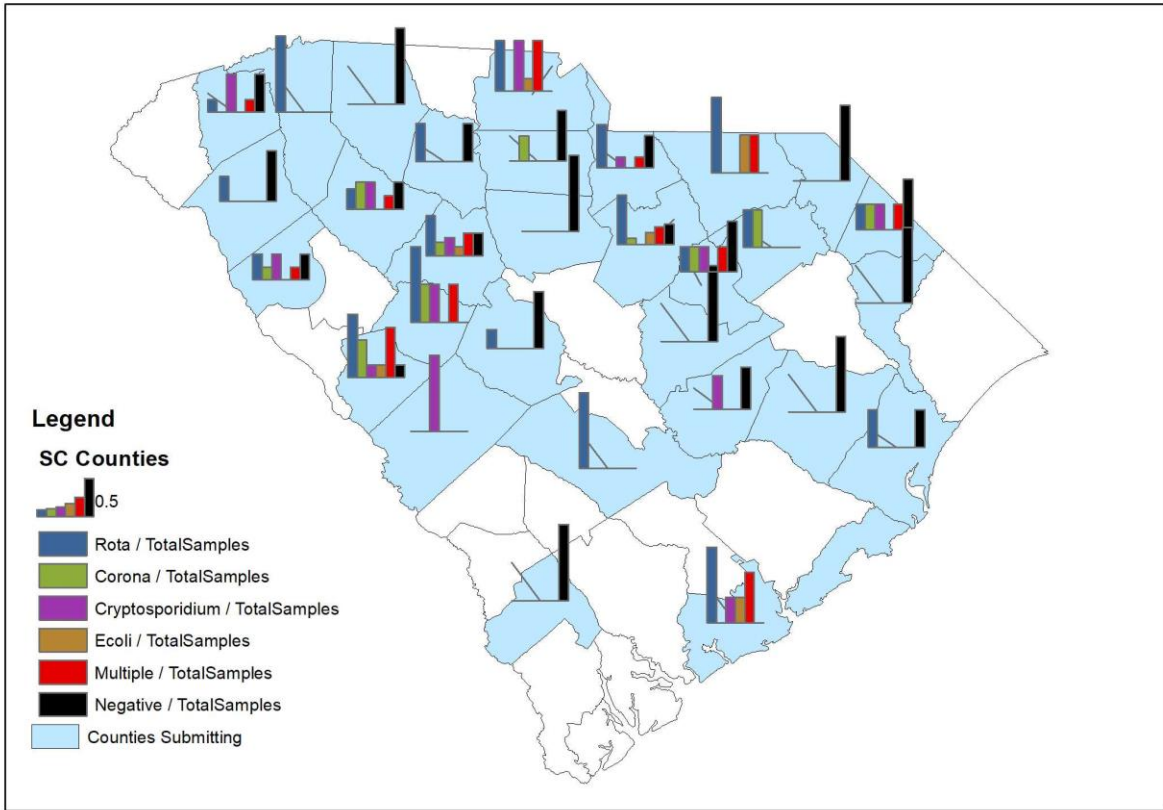 Legend
SC Counties
0.5
Rota / TotalSamples
Corona / TotalSamples
Cryptosporidium / TotalSamples
Ecoli / TotalSamples
Multiple / TotalSamples
Negative / TotalSamples
Counties Submitting